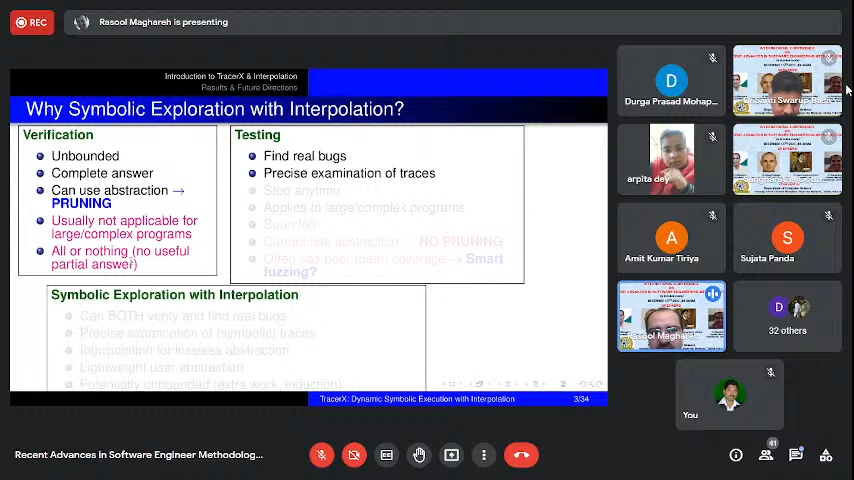 REC
Rasool Maghareh is presenting
Introduction to TracerX & Interpolation
Results & Future Directions
Why Symbolic Exploration with Interpolation?
Verification
Unbounded
Complete answer
Can use abstraction →
PRUNING
Usually not applicable for
large/complex programs
All or nothing (no useful
partial answer)
Testing
Find real bugs
Precise examination of traces
Stop anytime
Applies to large/complex programs
Bounded
Cannot use abstraction → NO PRUNING
Often has poor (path) coverage → Smart
fuzzing?
Symbolic Exploration with Interpolation
Can BOTH verify and find real bugs
Precise examination of (symbolic) traces
Interpolation for lossless abstraction
Lightweight user abstraction
Potentially unbounded (extra work, induction)
TracerX: Dynamic Symbolic Execution with Interpolation
3/34
D
Durga Prasad Mohap...
arpita dey
A
Amit Kumar Tiriya
S
Sujata Panda
Rasool Maghareh
D
32 others
You
Recent Advances in Software Engineer Methodolog...
41